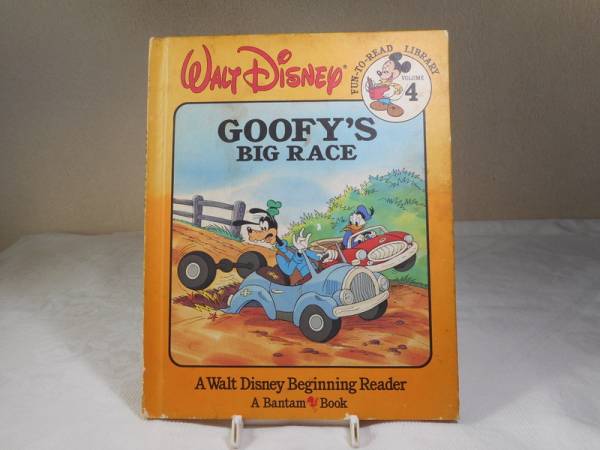 WALT DISNEY®
FUN-TO-READ LIBRARY
VOLUME
4
GOOFY'S
BIG RACE
A Walt Disney Beginning Reader
A Bantam Book